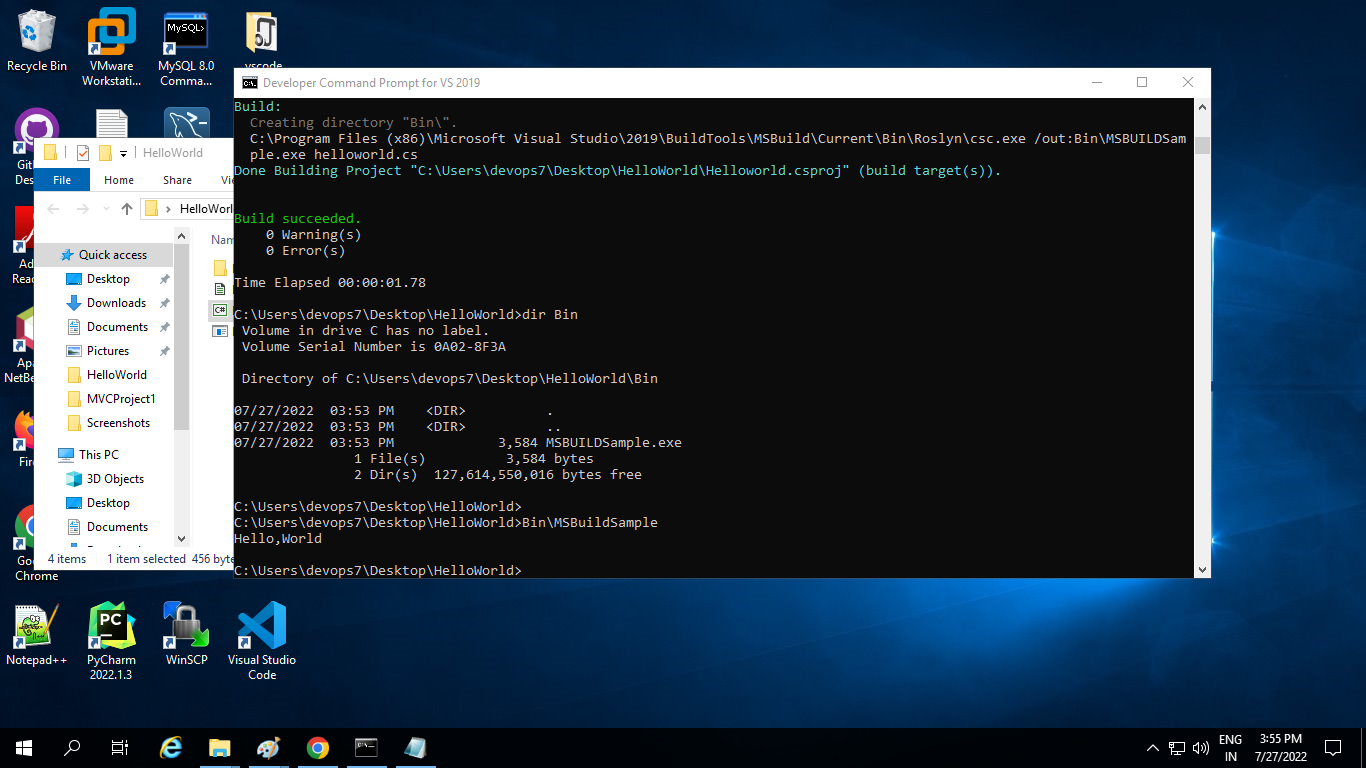 Recycle Bin
VMware
Workstati...
MySQL>
MySQL 8.0
Comma...
vscode
Developer Command Prompt for VS 2019
Build:
Creating directory "Bin\".
C:\Program Files (x86)\Microsoft Visual Studio\2019\BuildTools\MSBuild\Current\Bin\Roslyn\csc.exe /out:Bin\MSBUILDSam
ple.exe helloworld.cs
Done Building Project "C:\Users\devops7\Desktop\HelloWorld\Helloworld.csproj" (build target(s)).
Build succeeded.
0 Warning(s)
0 Error(s)
Time Elapsed 00:00:01.78
C:\Users\devops7\Desktop\HelloWorld>dir Bin
Volume in drive C has no label.
Volume Serial Number is 0A02-8F3A
Directory of C:\Users\devops7\Desktop\HelloWorld\Bin
07/27/2022 03:53 PM <DIR> .
07/27/2022 03:53 PM <DIR> ..
07/27/2022 03:53 PM 3,584 MSBUILDSample.exe
1 File(s) 3,584 bytes
2 Dir(s) 127,614,550,016 bytes free
C:\Users\devops7\Desktop\HelloWorld>
C:\Users\devops7\Desktop\HelloWorld>Bin\MSBuildSample
Hello,World
C:\Users\devops7\Desktop\HelloWorld>
HelloWorld
File Home Share Vi
HelloWorl
Nam
Quick access
Desktop
Downloads
Documents
Pictures
HelloWorld
MVCProject1
Screenshots
This PC
3D Objects
Desktop
Documents
4 items 1 item selected 456 byte
C#
Git
Des
Ad
Read
Apa
NetBe
Fire
Goo
Chrome
Notepad++
PC
PyCharm
2022.1.3
WinSCP
Visual Studio
Code
ENG
IN
3:55 PM
7/27/2022